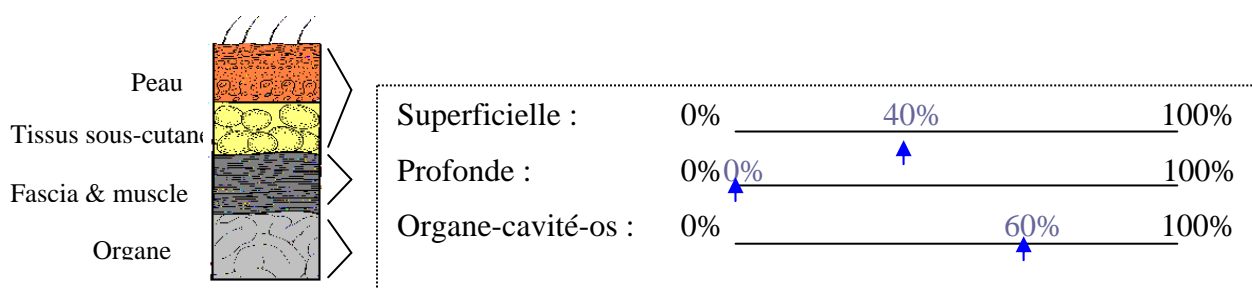 Peau
Tissus sous-cutané
Fascia & muscle
Organe
Superficielle : 0% 40% 100%
Profonde : 0% 0% 100%
Organe-cavité-os : 0% 60% 100%